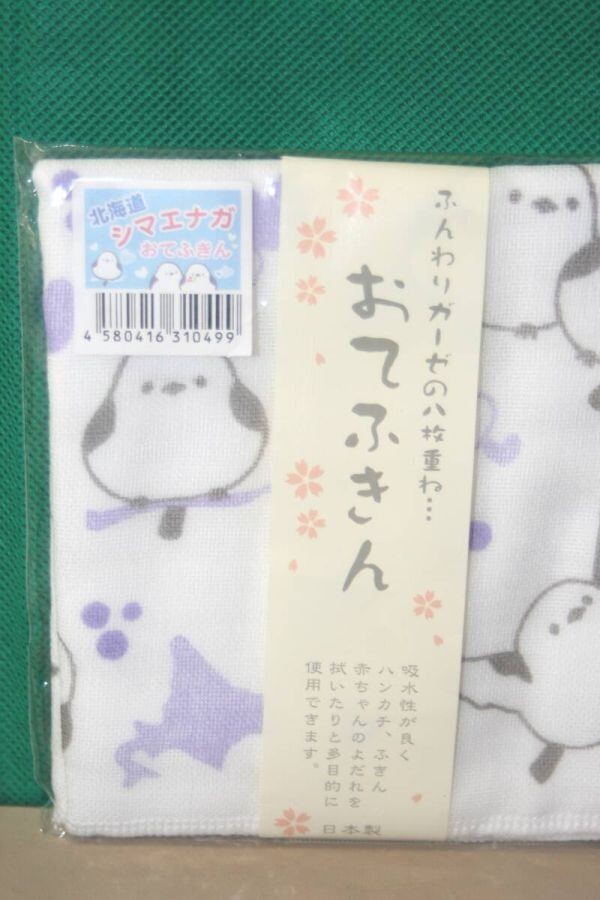 北海道
シマエナガ
おてふきん
4 580416 310499
ふんわりガーゼの八枚重ね…
おてふきん
吸水性が良く
ハンカチ、ふきん
赤ちゃんのよだれを
拭いたりと多目的に
使用できます。
日本製